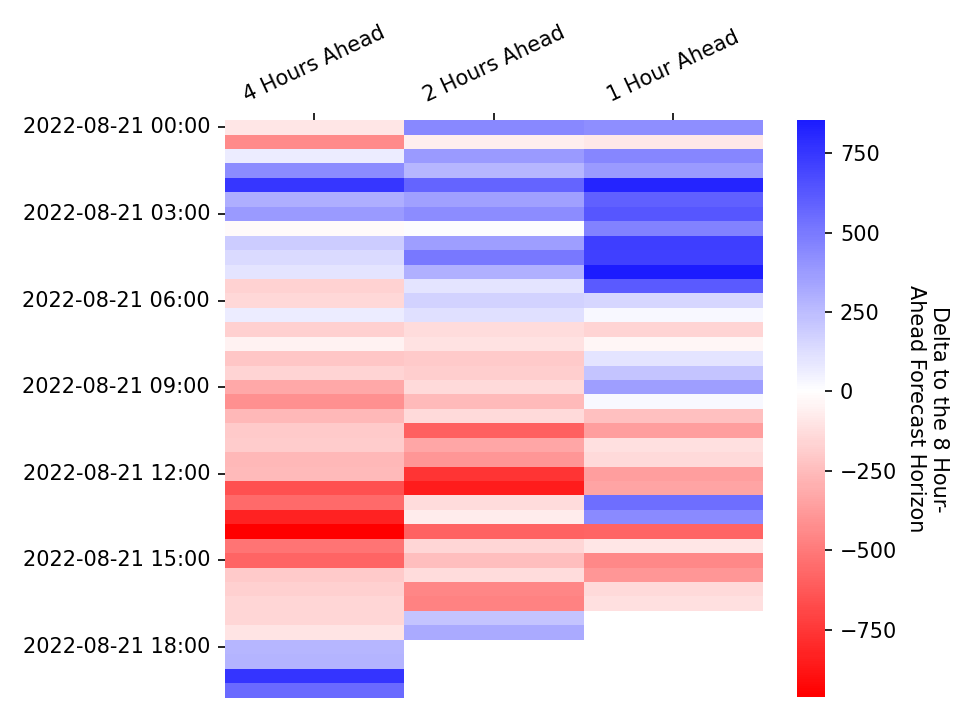 4 Hours Ahead
2 Hours Ahead
1 Hour Ahead
2022-08-21 00:00
2022-08-21 03:00
2022-08-21 06:00
2022-08-21 09:00
2022-08-21 12:00
2022-08-21 15:00
2022-08-21 18:00
750
500
250
0
−250
−500
−750
Delta to the 8 Hour-
Ahead Forecast Horizon